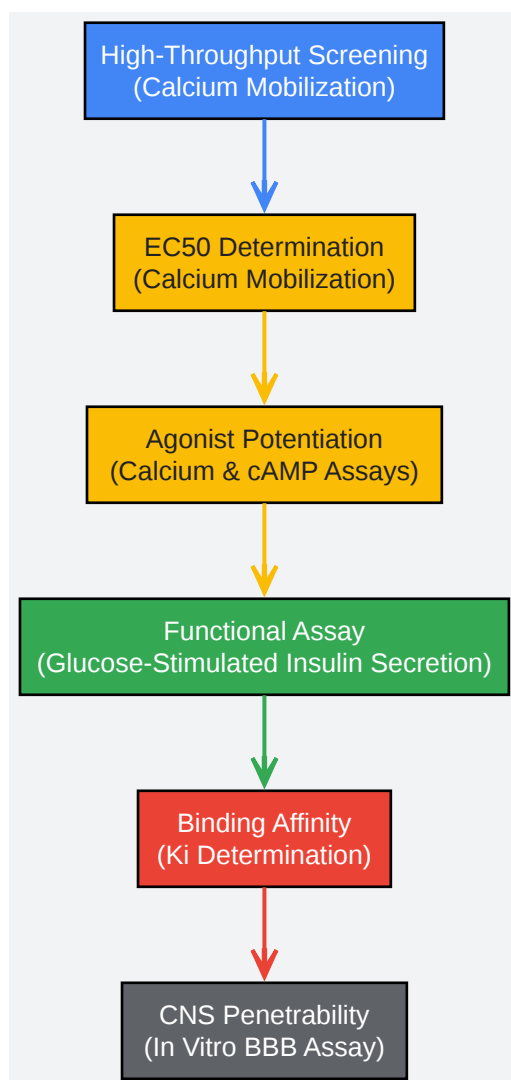 High-Throughput Screening
(Calcium Mobilization)
EC50 Determination
(Calcium Mobilization)
Agonist Potentiation
(Calcium & cAMP Assays)
Functional Assay
(Glucose-Stimulated Insulin Secretion)
Binding Affinity
(Ki Determination)
CNS Penetrability
(In Vitro BBB Assay)